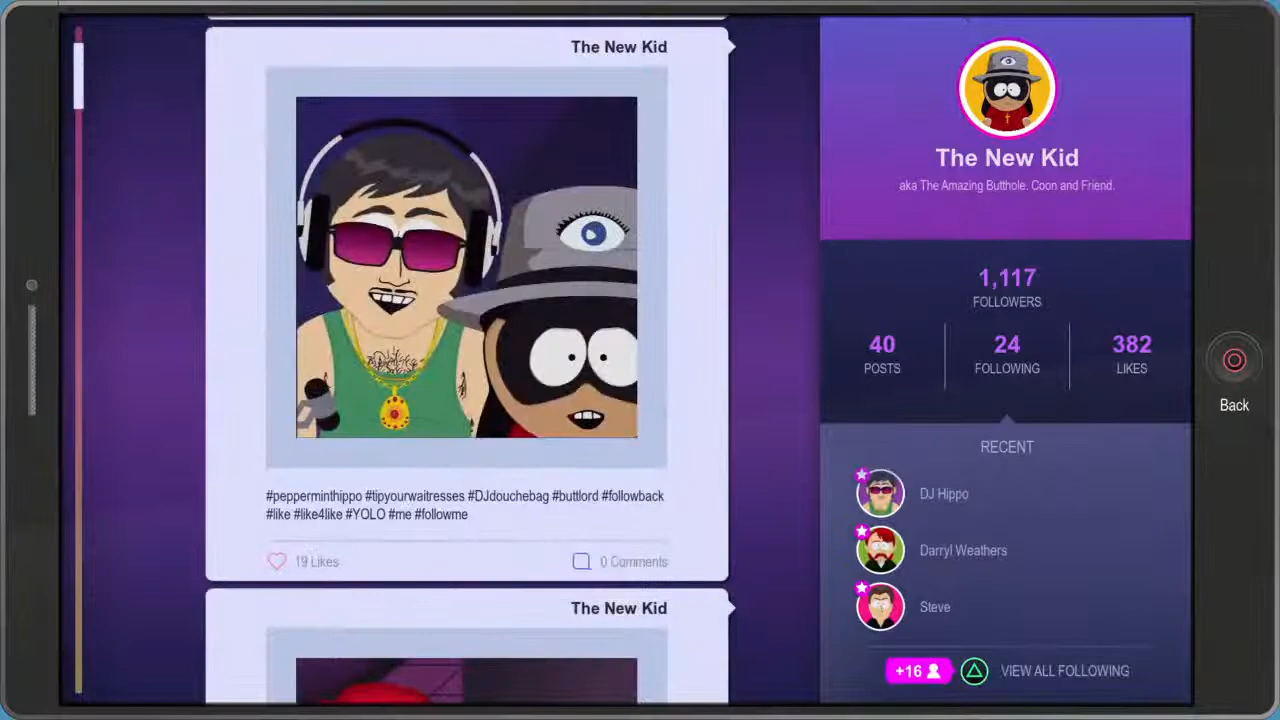 The New Kid
#pepperminthippo #tipyourwaitresses #DJdouchebag #buttlord #followback
#like #like4like #YOLO #me #followme
19 Likes
0 Comments
The New Kid
The New Kid
aka The Amazing Butthole. Coon and Friend.
1,117
FOLLOWERS
40
POSTS
24
FOLLOWING
382
LIKES
RECENT
DJ Hippo
Darryl Weathers
Steve
+16
VIEW ALL FOLLOWING
Back